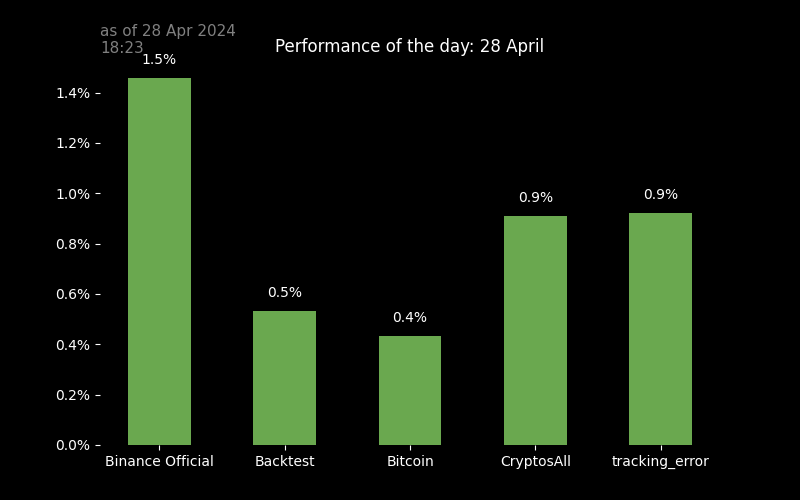 as of 28 Apr 2024
18:23
Performance of the day: 28 April
1.5%
1.4%
1.2%
1.0%
0.8%
0.6%
0.4%
0.2%
0.0%
0.5%
0.4%
0.9%
0.9%
Binance Official
Backtest
Bitcoin
CryptosAll
tracking_error